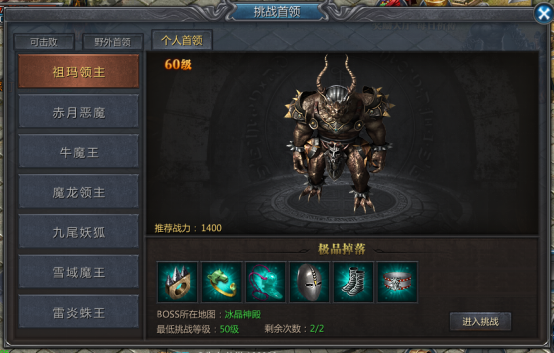 挑战首领
可击败 野外首领 个人首领
祖玛领主
赤月恶魔
牛魔王
魔龙领主
九尾妖狐
雪域魔王
雷炎蛛王
60级
推荐战力：1400
极品掉落
BOSS所在地图：冰晶神殿
最低挑战等级：50级 剩余次数：2/2
进入挑战